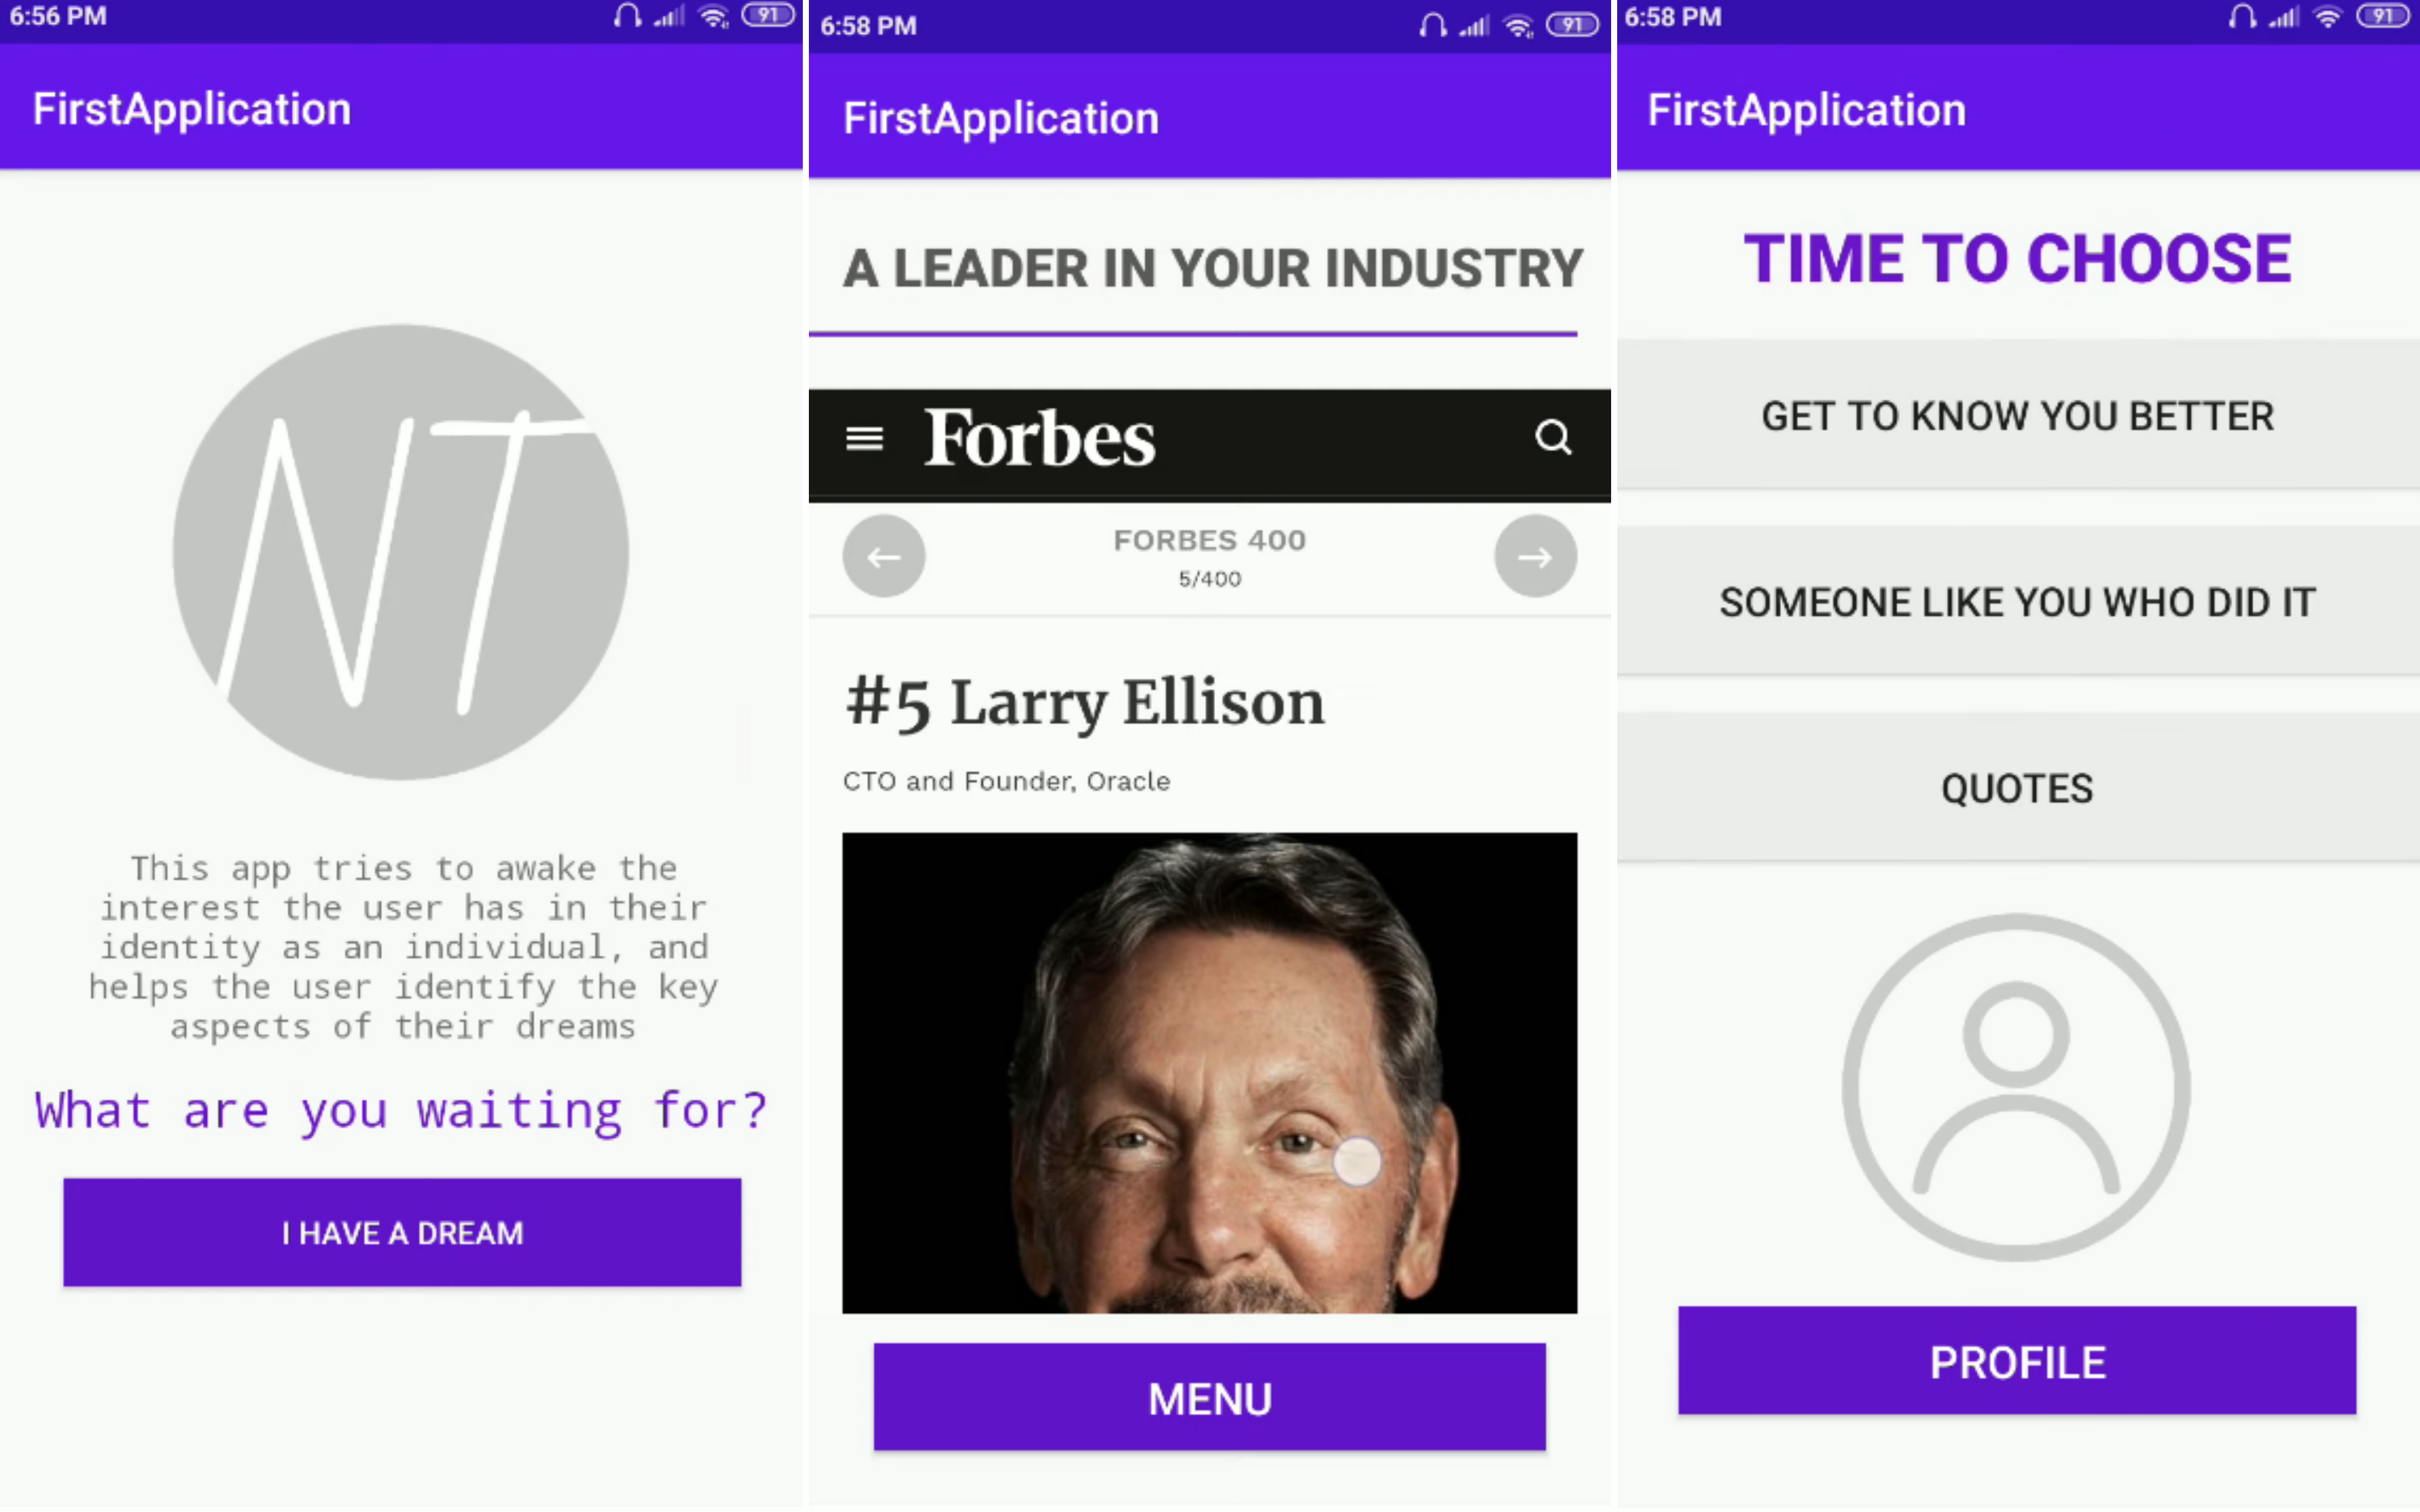 6:56 PM
91
FirstApplication
NT
This app tries to awake the
interest the user has in their
identity as an individual, and
helps the user identify the key
aspects of their dreams
What are you waiting for?
I HAVE A DREAM
6:58 PM
91
FirstApplication
A LEADER IN YOUR INDUSTRY
Forbes
FORBES 400
5/400
#5 Larry Ellison
CTO and Founder, Oracle
MENU
6:58 PM
91
FirstApplication
TIME TO CHOOSE
GET TO KNOW YOU BETTER
SOMEONE LIKE YOU WHO DID IT
QUOTES
PROFILE